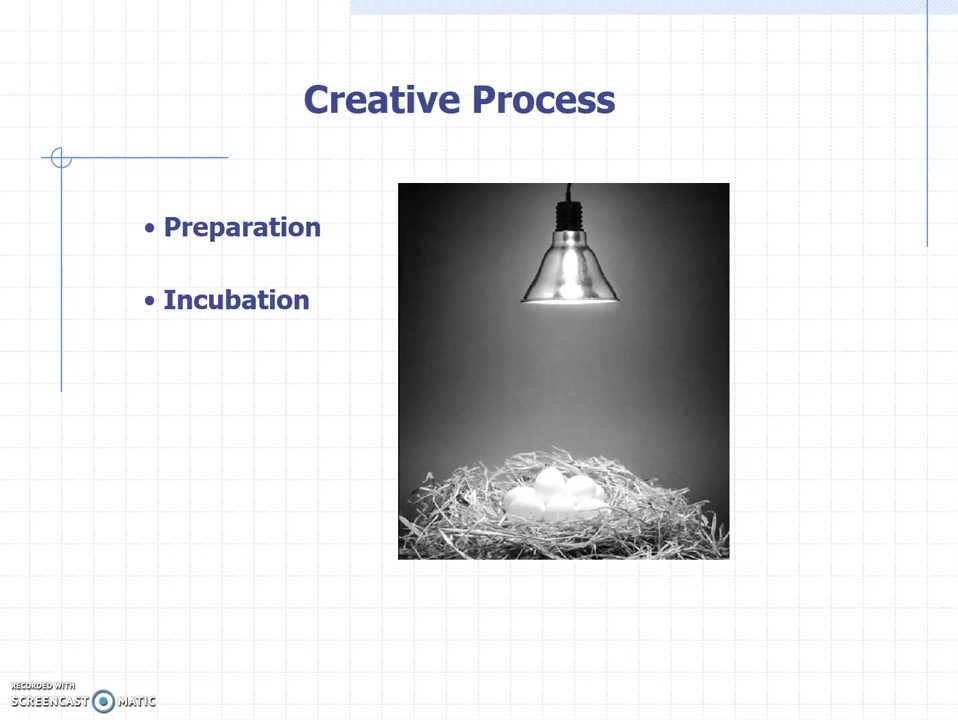 Creative Process
• Preparation
• Incubation
RECORDED WITH
SCREENCAST MATIC